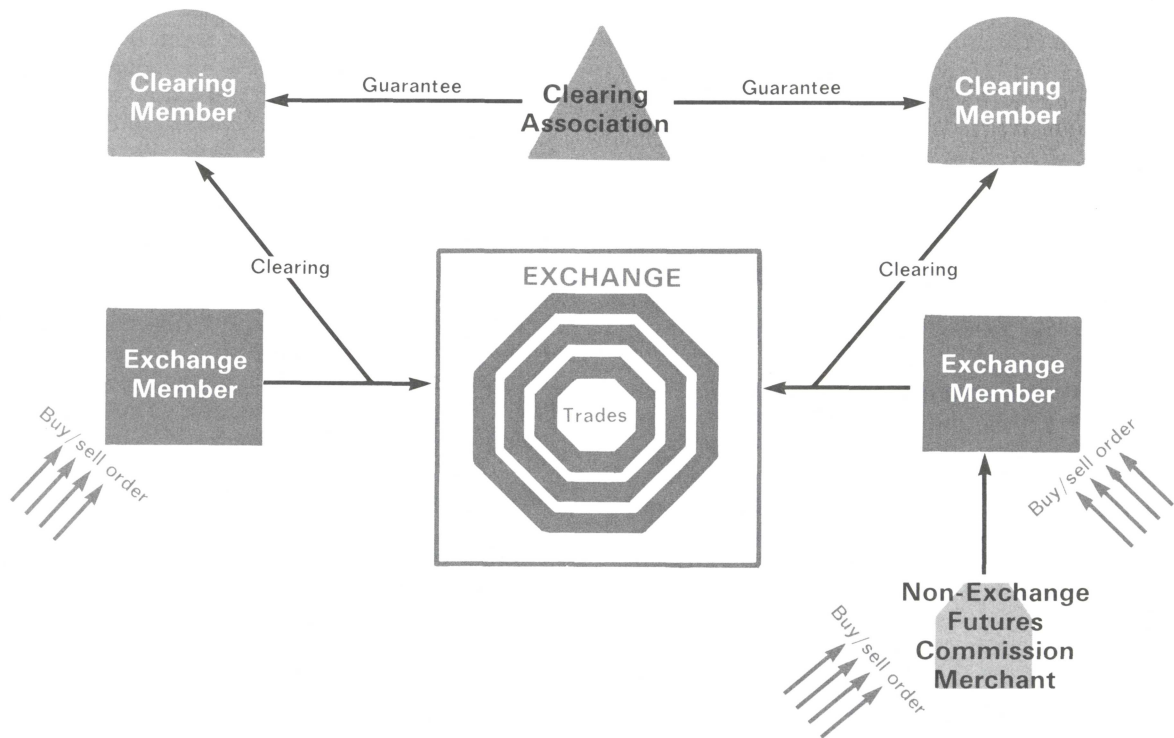 Clearing
Member
Guarantee
Clearing
Association
Guarantee
Clearing
Member
Clearing
EXCHANGE
Clearing
Exchange
Member
Trades
Exchange
Member
Buy/sell order
Buy/sell order
Non-Exchange
Futures
Commission
Merchant
Buy/sell order